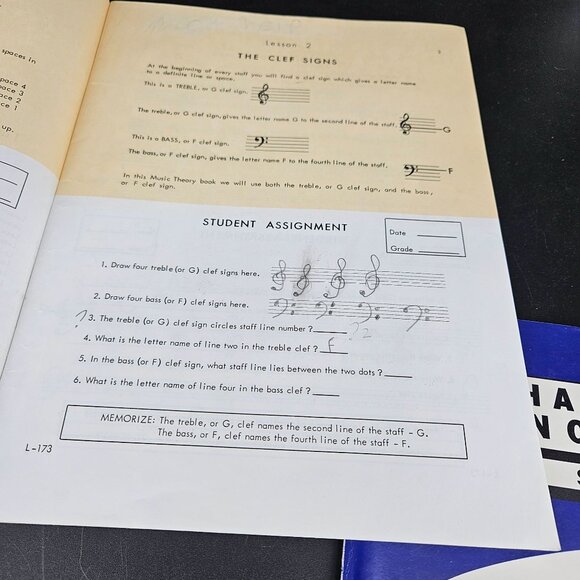 spaces in
pace 4
pace 3
ace 2
ce 1
up.
Lesson 2
3
THE CLEF SIGNS
At the beginning of every staff you will find a clef sign which gives a letter name
to a definite line or space.
This is a TREBLE, or G clef sign.
The treble, or G clef sign, gives the letter name G to the second line of the staff.
G
This is a BASS, or F clef sign.
The bass, or F clef sign, gives the letter name F to the fourth line of the staff.
F
In this Music Theory book we will use both the treble, or G clef sign, and the bass,
or F clef sign.
STUDENT ASSIGNMENT
Date
Grade
1. Draw four treble (or G) clef signs here.
2. Draw four bass (or F) clef signs here.
3. The treble (or G) clef sign circles staff line number ?
2
4. What is the letter name of line two in the treble clef ? F
5. In the bass (or F) clef sign, what staff line lies between the two dots ?
6. What is the letter name of line four in the bass clef ?
MEMORIZE: The treble, or G, clef names the second line of the staff - G.
The bass, or F, clef names the fourth line of the staff - F.
L-173
HA
NO
S